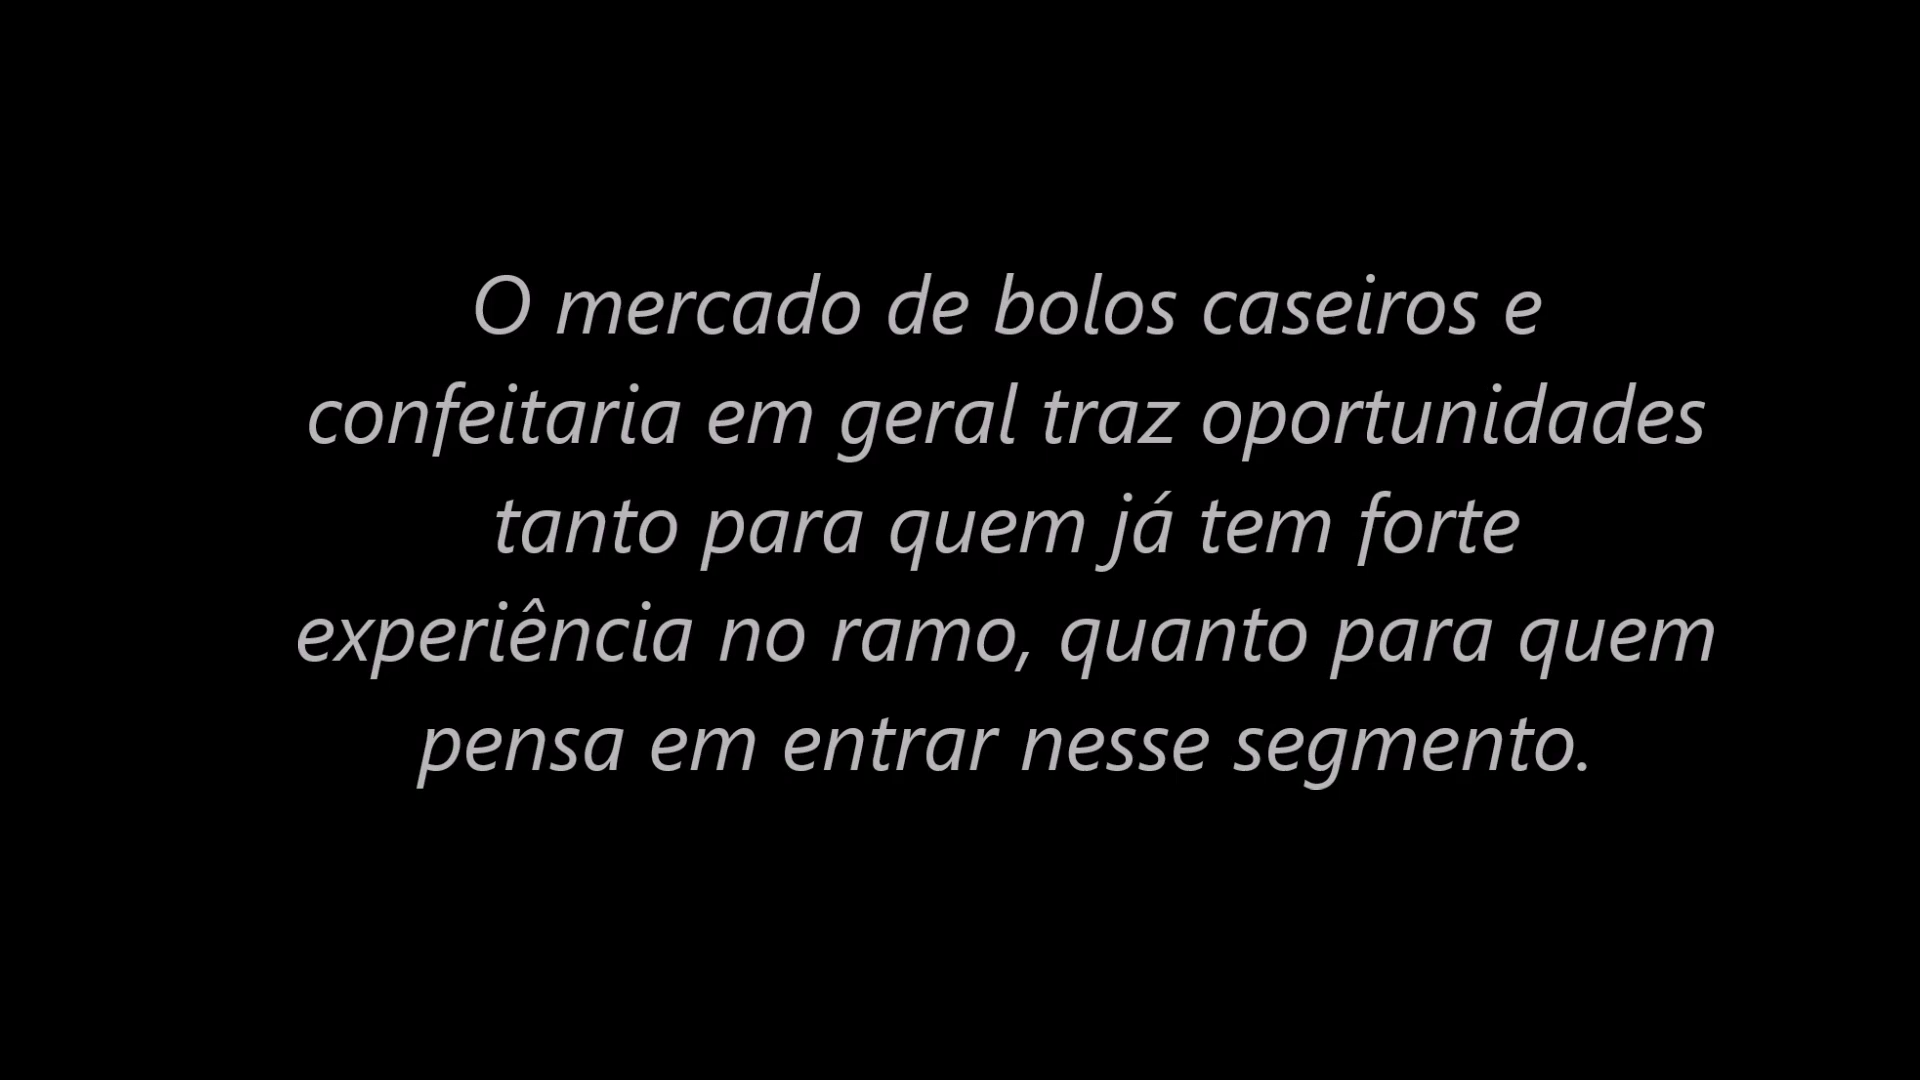 O mercado de bolos caseiros e
confeitaria em geral traz oportunidades
tanto para quem já tem forte
experiência no ramo, quanto para quem
pensa em entrar nesse segmento.